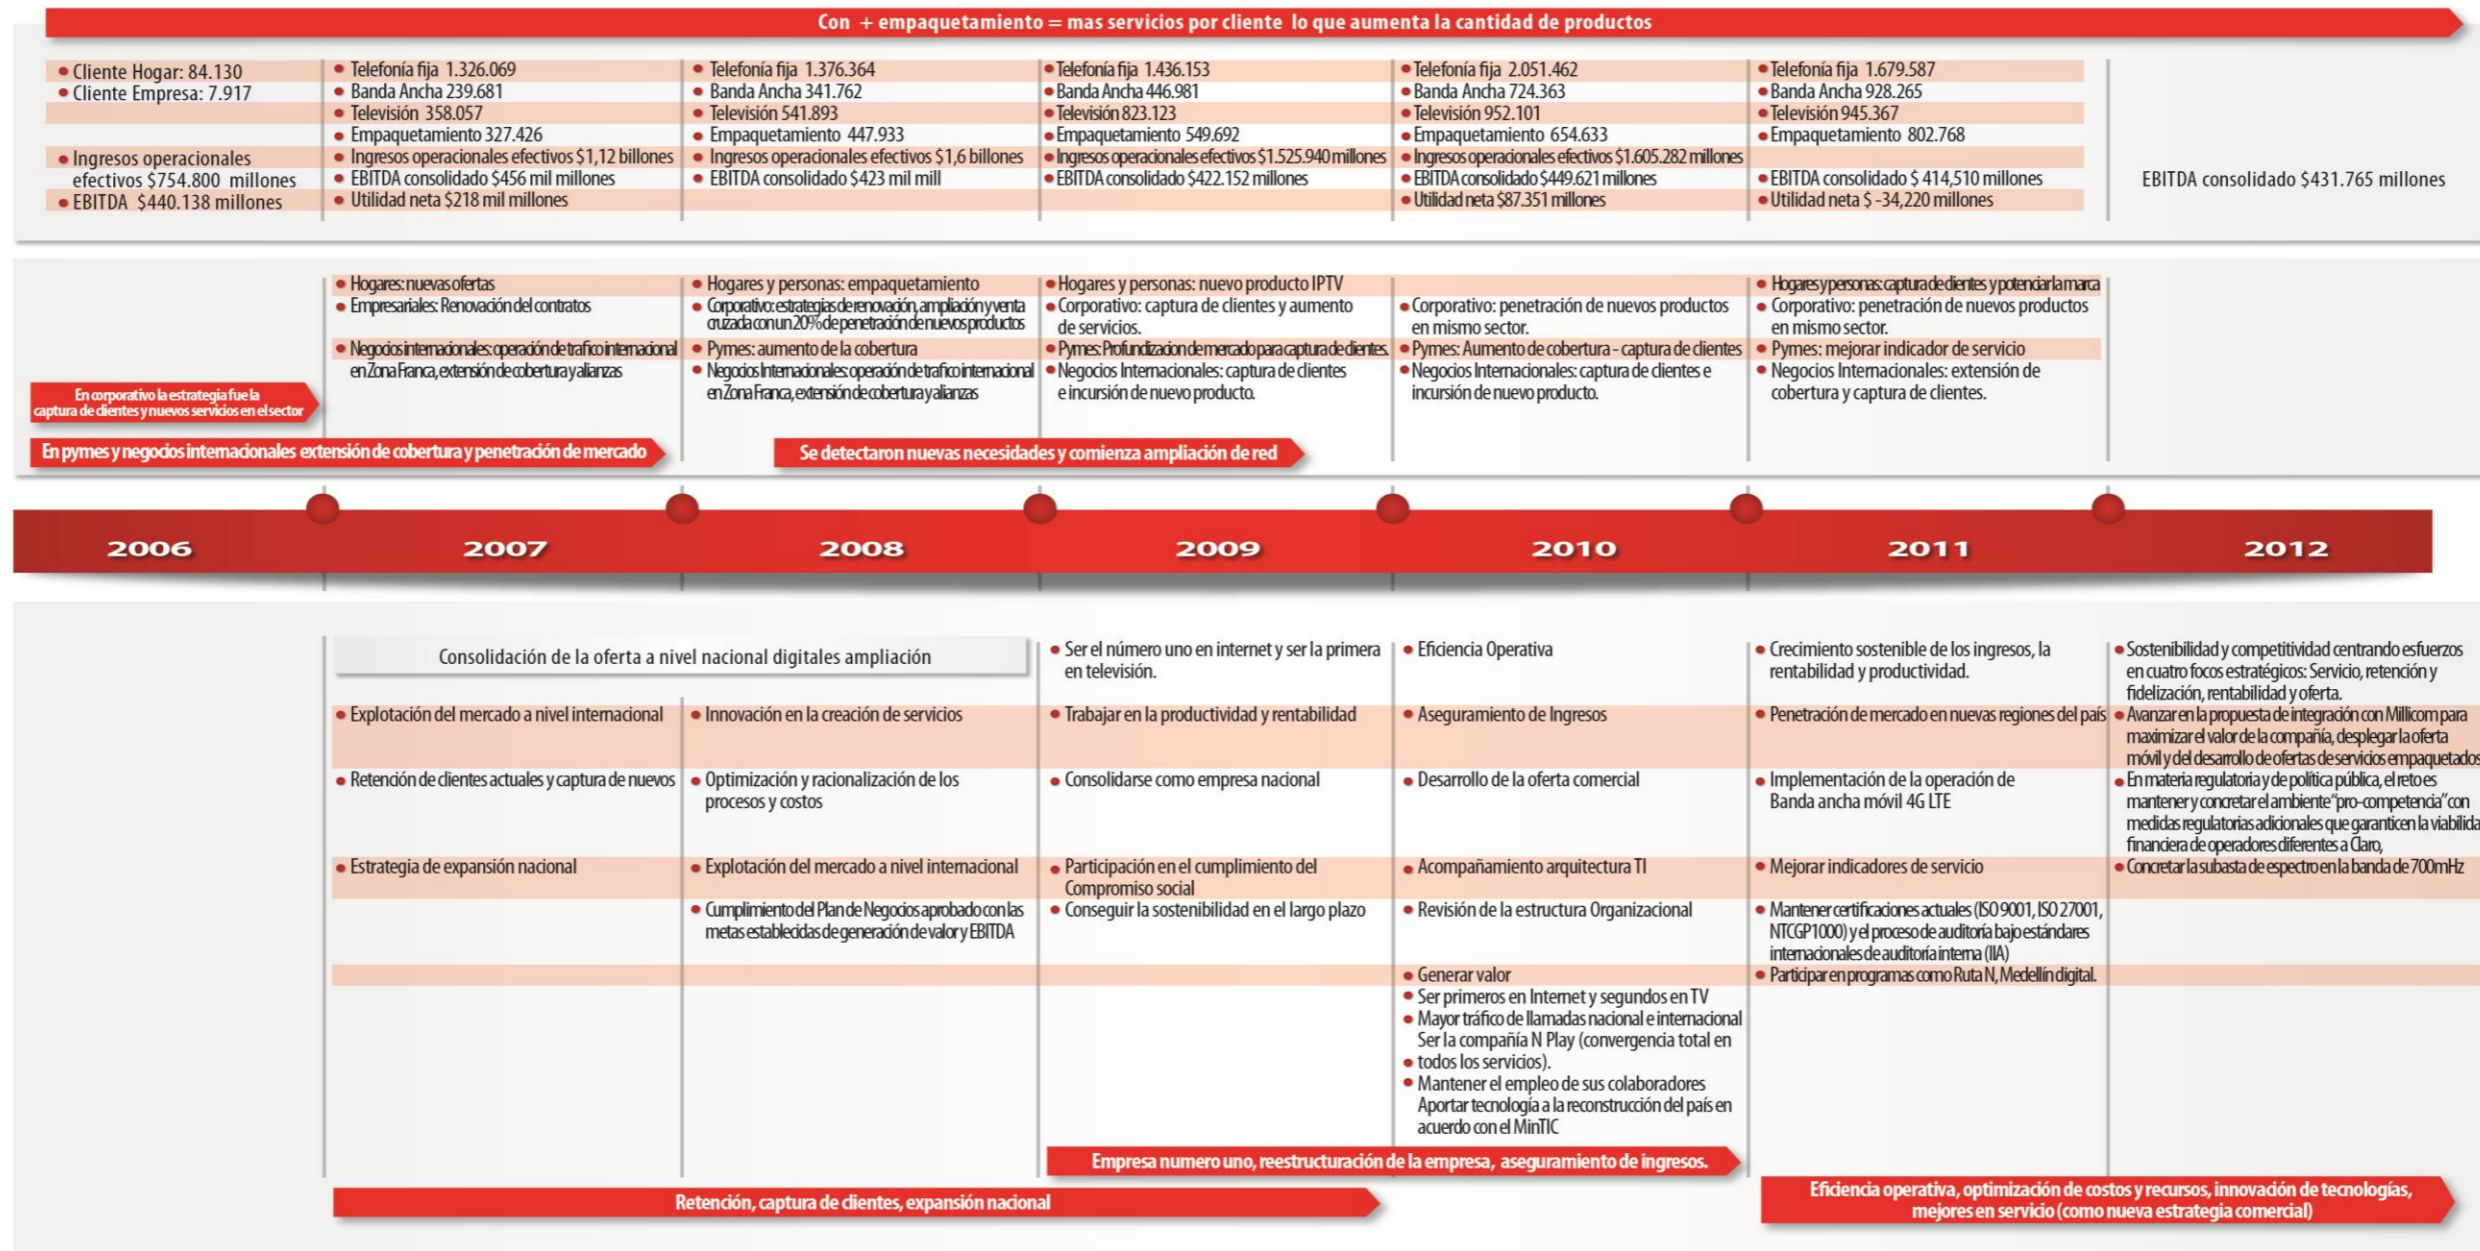 Con + empaquetamiento = mas servicios por cliente lo que aumenta la cantidad de productos
Cliente Hogar: 84.130
Cliente Empresa: 7.917
Ingresos operacionales
efectivos $754.800 millones
EBITDA $440.138 millones
Telefonía fija 1.326.069
Banda Ancha 239.681
Televisión 358.057
Empaquetamiento 327.426
Ingresos operacionales efectivos $1,12 billones
EBITDA consolidado $456 mil millones
Utilidad neta $218 mil millones
Telefonía fija 1.376.364
Banda Ancha 341.762
Televisión 541.893
Empaquetamiento 447.933
Ingresos operacionales efectivos $1,6 billones
EBITDA consolidado $423 mil mill
Telefonía fija 1.436.153
Banda Ancha 446.981
Televisión 823.123
Empaquetamiento 549.692
Ingresos operacionales efectivos $1.525.940 millones
EBITDA consolidado $422.152 millones
Telefonía fija 2.051.462
Banda Ancha 724.363
Televisión 952.101
Empaquetamiento 654.633
Ingresos operacionales efectivos $1.605.282 millones
EBITDA consolidado $449.621 millones
Utilidad neta $87.351 millones
Telefonía fija 1.679.587
Banda Ancha 928.265
Televisión 945.367
Empaquetamiento 802.768
EBITDA consolidado $ 414,510 millones
Utilidad neta $ -34,220 millones
EBITDA consolidado $431.765 millones
En corporativo la estrategia fue la
captura de clientes y nuevos servicios en el sector
En pymes y negocios internacionales extensión de cobertura y penetración de mercado
Hogares: nuevas ofertas
Empresariales: Renovación del contratos
Negocios internacionales: operación de trafico internacional
en Zona Franca, extensión de cobertura y alianzas
Hogares y personas: empaquetamiento
Corporativo: estrategias de renovación, ampliación y venta
cruzada con un 20% de penetración de nuevos productos
Pymes: aumento de la cobertura
Negocios Internacionales: operación de trafico internacional
en Zona Franca, extensión de cobertura y alianzas
Se detectaron nuevas necesidades y comienza ampliación de red
Hogares y personas: nuevo producto IPTV
Corporativo: captura de clientes y aumento
de servicios.
Pymes: Profundizacion de mercado para captura de clientes.
Negocios Internacionales: captura de clientes
e incursión de nuevo producto.
Corporativo: penetración de nuevos productos
en mismo sector.
Pymes: Aumento de cobertura - captura de clientes
Negocios Internacionales: captura de clientes e
incursión de nuevo producto.
Hogares y personas: captura de clientes y potenciar la marca
Corporativo: penetración de nuevos productos
en mismo sector.
Pymes: mejorar indicador de servicio
Negocios Internacionales: extensión de
cobertura y captura de clientes.
2006
2007
2008
2009
2010
2011
2012
Consolidación de la oferta a nivel nacional digitales ampliación
Explotación del mercado a nivel internacional
Retención de clientes actuales y captura de nuevos
Estrategia de expansión nacional
Innovación en la creación de servicios
Optimización y racionalización de los
procesos y costos
Explotación del mercado a nivel internacional
Cumplimiento del Plan de Negocios aprobado con las
metas establecidas de generación de valor y EBITDA
Ser el número uno en internet y ser la primera
en televisión.
Trabajar en la productividad y rentabilidad
Consolidarse como empresa nacional
Participación en el cumplimiento del
Compromiso social
Conseguir la sostenibilidad en el largo plazo
Eficiencia Operativa
Aseguramiento de Ingresos
Desarrollo de la oferta comercial
Acompañamiento arquitectura TI
Revisión de la estructura Organizacional
Generar valor
Ser primeros en Internet y segundos en TV
Mayor tráfico de llamadas nacional e internacional
Ser la compañía N Play (convergencia total en
todos los servicios).
Mantener el empleo de sus colaboradores
Aportar tecnología a la reconstrucción del país en
acuerdo con el MinTIC
Crecimiento sostenible de los ingresos, la
rentabilidad y productividad.
Penetración de mercado en nuevas regiones del país
Implementación de la operación de
Banda ancha móvil 4G LTE
Mejorar indicadores de servicio
Mantener certificaciones actuales (ISO 9001, ISO 27001,
NTCGP1000) y el proceso de auditoría bajo estándares
internacionales de auditoría interna (IIA)
Participar en programas como Ruta N, Medellín digital.
Sostenibilidad y competitividad centrando esfuerzos
en cuatro focos estratégicos: Servicio, retención y
fidelización, rentabilidad y oferta.
Avanzar en la propuesta de integración con Millicom para
maximizar el valor de la compañía, desplegar la oferta
móvil y del desarrollo de ofertas de servicios empaquetados
En materia regulatoria y de política pública, el reto es
mantener y concretar el ambiente "pro-competencia" con
medidas regulatorias adicionales que garanticen la viabilida
financiera de operadores diferentes a Claro,
Concretar la subasta de espectro en la banda de 700mHz
Empresa numero uno, reestructuración de la empresa, aseguramiento de ingresos.
Retención, captura de clientes, expansión nacional
Eficiencia operativa, optimización de costos y recursos, innovación de tecnologías,
mejores en servicio (como nueva estrategia comercial)